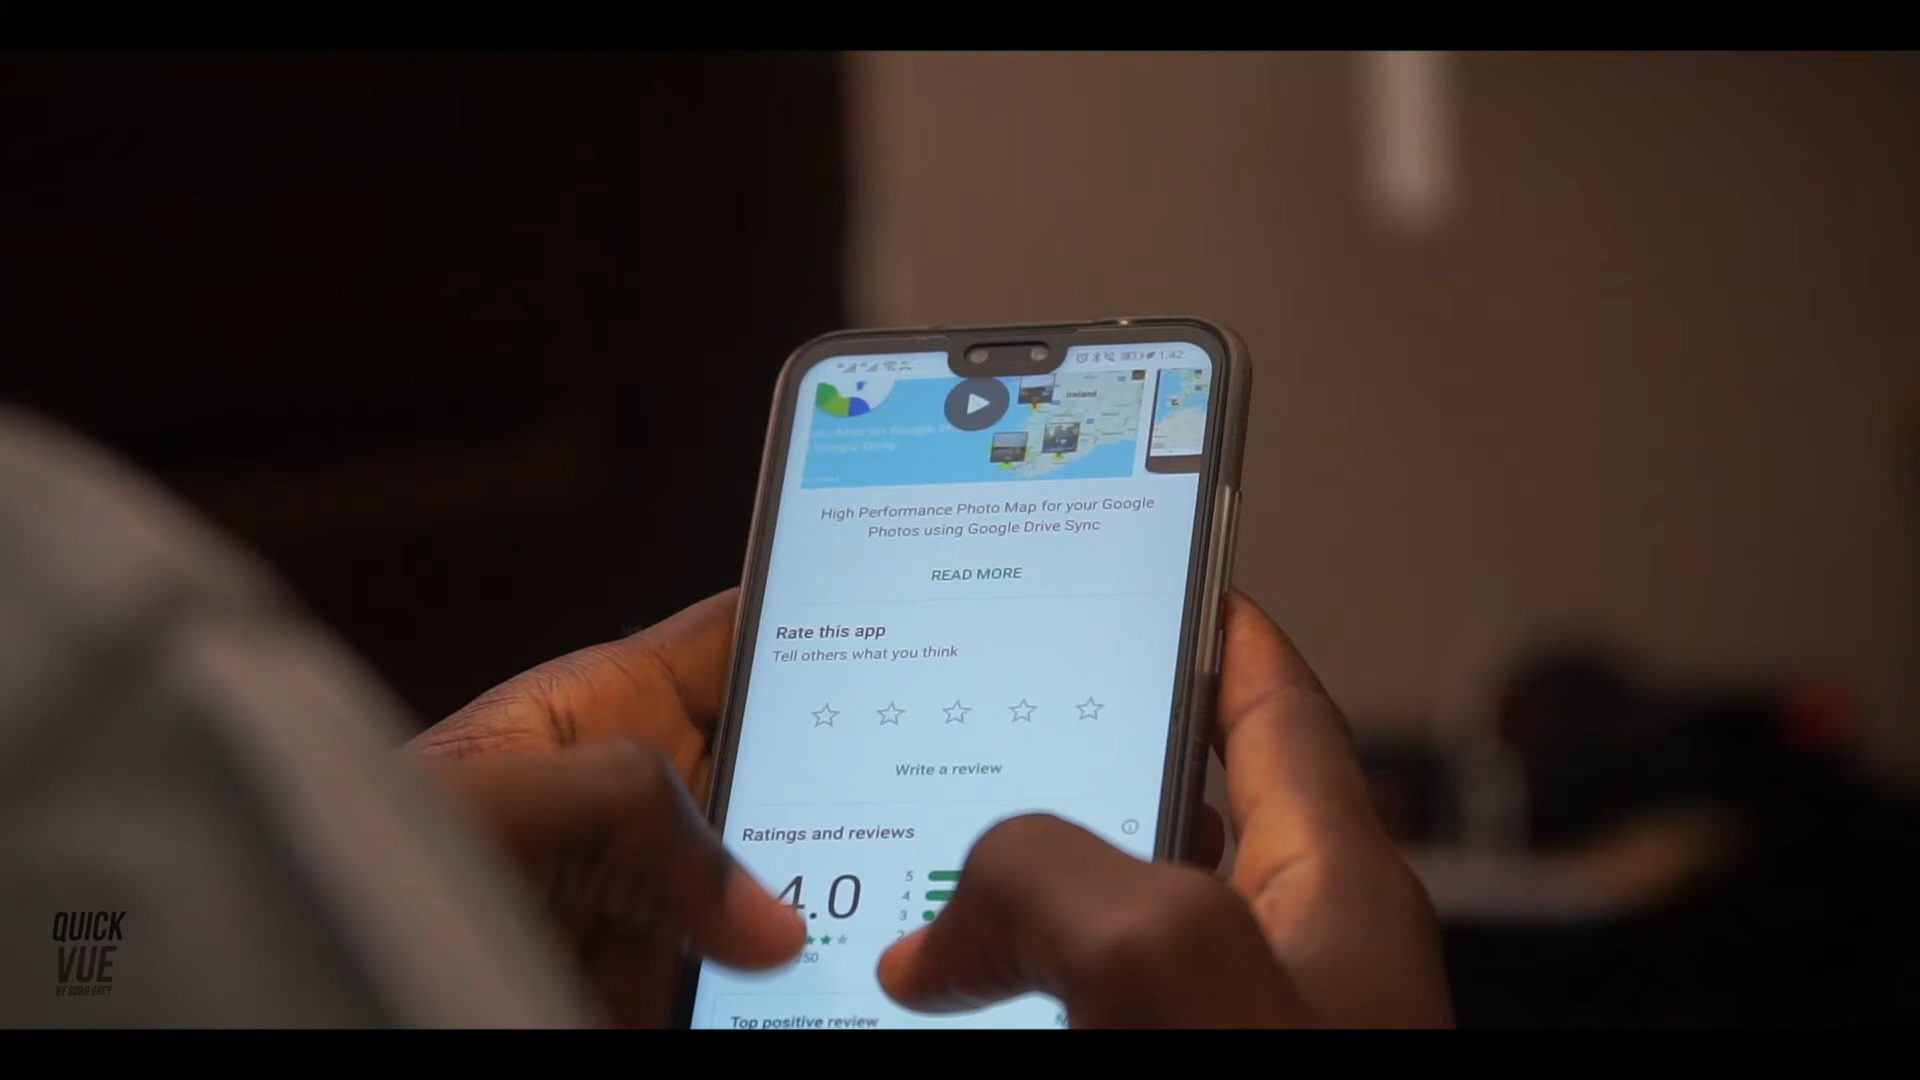 1:42
Ireland
High Performance Photo Map for your Google
Photos using Google Drive Sync
READ MORE
Rate this app
Tell others what you think
Write a review
Ratings and reviews
4.0
5
4
3
Top positive review
QUICK
VUE